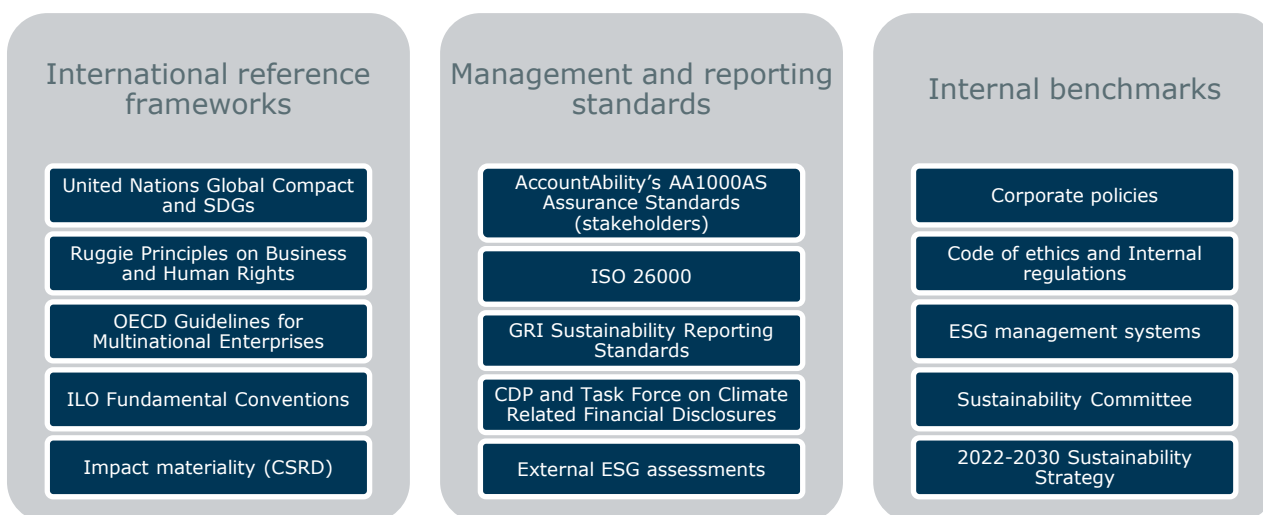 International reference
frameworks
United Nations Global Compact
and SDGs
Ruggie Principles on Business
and Human Rights
OECD Guidelines for
Multinational Enterprises
ILO Fundamental Conventions
Impact materiality (CSRD)
Management and reporting
standards
AccountAbility’s AA1000AS
Assurance Standards
(stakeholders)
ISO 26000
GRI Sustainability Reporting
Standards
CDP and Task Force on Climate
Related Financial Disclosures
External ESG assessments
Internal benchmarks
Corporate policies
Code of ethics and Internal
regulations
ESG management systems
Sustainability Committee
2022-2030 Sustainability
Strategy